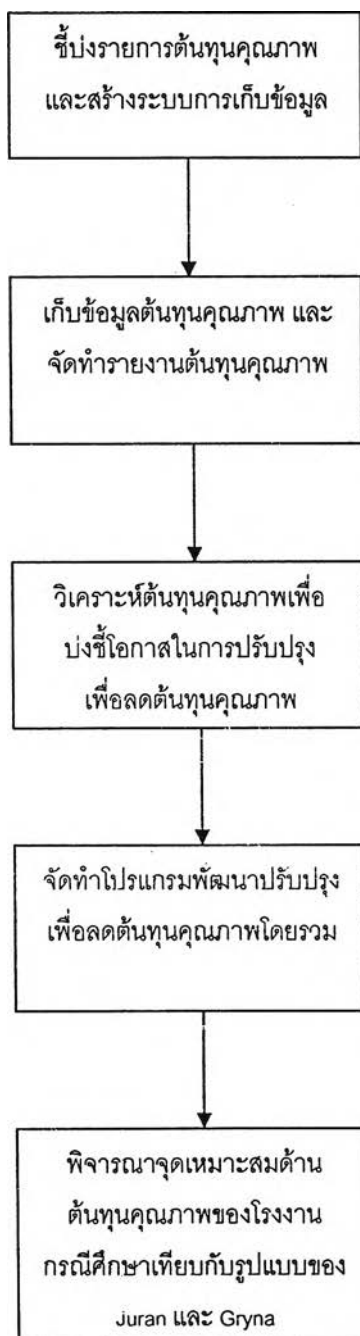 ชี้บ่งรายการต้นทุนคุณภาพ
และสร้างระบบการเก็บข้อมูล
เก็บข้อมูลต้นทุนคุณภาพ และ
จัดทำรายงานต้นทุนคุณภาพ
วิเคราะห์ต้นทุนคุณภาพเพื่อ
บ่งชี้โอกาสในการปรับปรุง
เพื่อลดต้นทุนคุณภาพ
จัดทำโปรแกรมพัฒนาปรับปรุง
เพื่อลดต้นทุนคุณภาพโดยรวม
พิจารณาจุดเหมาะสมด้าน
ต้นทุนคุณภาพของโรงงาน
กรณีศึกษาเทียบกับรูปแบบของ
Juran และ Gryna